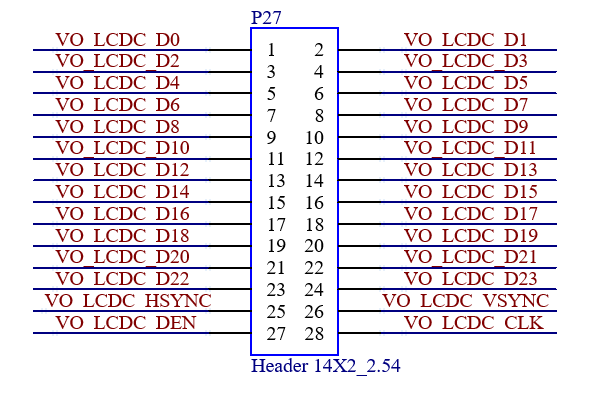 P27
VO_LCDC_D0 1 2 VO_LCDC_D1
VO_LCDC_D2 3 4 VO_LCDC_D3
VO_LCDC_D4 5 6 VO_LCDC_D5
VO_LCDC_D6 7 8 VO_LCDC_D7
VO_LCDC_D8 9 10 VO_LCDC_D9
VO_LCDC_D10 11 12 VO_LCDC_D11
VO_LCDC_D12 13 14 VO_LCDC_D13
VO_LCDC_D14 15 16 VO_LCDC_D15
VO_LCDC_D16 17 18 VO_LCDC_D17
VO_LCDC_D18 19 20 VO_LCDC_D19
VO_LCDC_D20 21 22 VO_LCDC_D21
VO_LCDC_D22 23 24 VO_LCDC_D23
VO_LCDC_HSYNC 25 26 VO_LCDC_VSYNC
VO_LCDC_DEN 27 28 VO_LCDC_CLK
Header 14X2_2.54